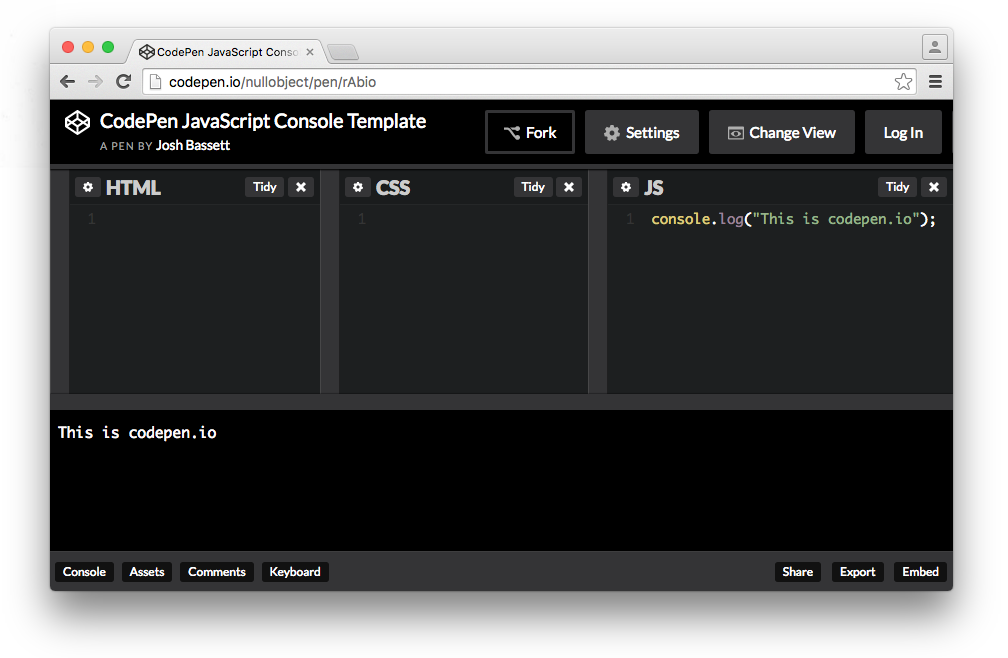 CodePen JavaScript Conso
codepen.io/nullobject/pen/rAbio
CodePen JavaScript Console Template
A PEN BY Josh Bassett
Fork
Settings
Change View
Log In
HTML
Tidy
CSS
Tidy
JS
Tidy
1
1
1 console.log("This is codepen.io");
This is codepen.io
Console Assets Comments Keyboard Share Export Embed